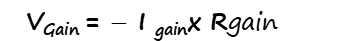 VGain = – I gainx Rgain